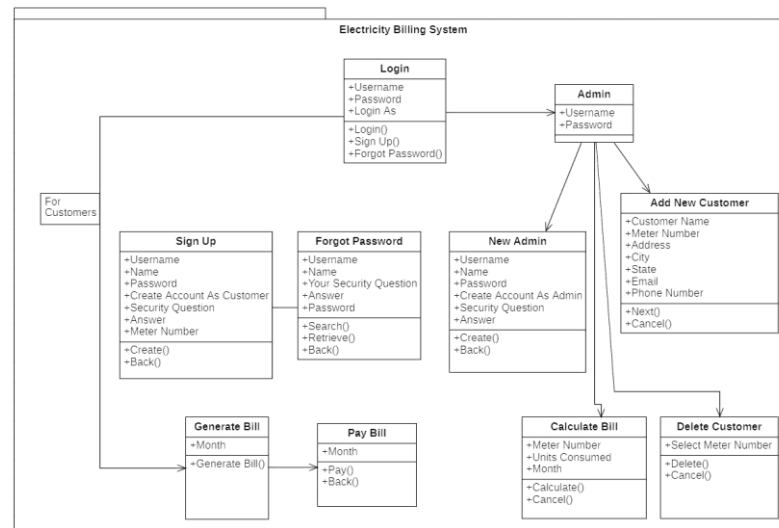 Electricity Billing System
Login
+Username
+Password
+Login As
+Login()
+Sign Up()
+Forgot Password()
Admin
+Username
+Password
For
Customers
Sign Up
+Username
+Name
+Password
+Create Account As Customer
+Security Question
+Answer
+Meter Number
+Create()
+Back()
Forgot Password
+Username
+Name
+Your Security Question
+Answer
+Password
+Search()
+Retrieve()
+Back()
New Admin
+Username
+Name
+Password
+Create Account As Admin
+Security Question
+Answer
+Create()
+Back()
Add New Customer
+Customer Name
+Meter Number
+Address
+City
+State
+Email
+Phone Number
+Next()
+Cancel()
Generate Bill
+Month
+Generate Bill()
Pay Bill
+Month
+Pay()
+Back()
Calculate Bill
+Meter Number
+Units Consumed
+Month
+Calculate()
+Cancel()
Delete Customer
+Select Meter Number
+Delete()
+Cancel()